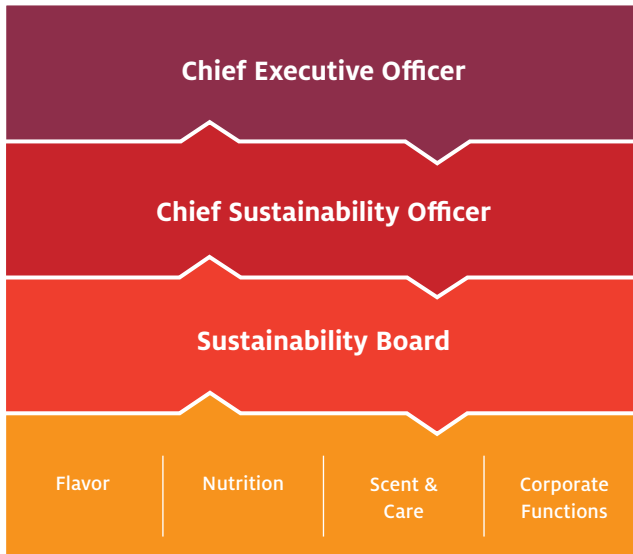 Chief Executive Officer
Chief Sustainability Officer
Sustainability Board
Flavor
Nutrition
Scent &
Care
Corporate
Functions